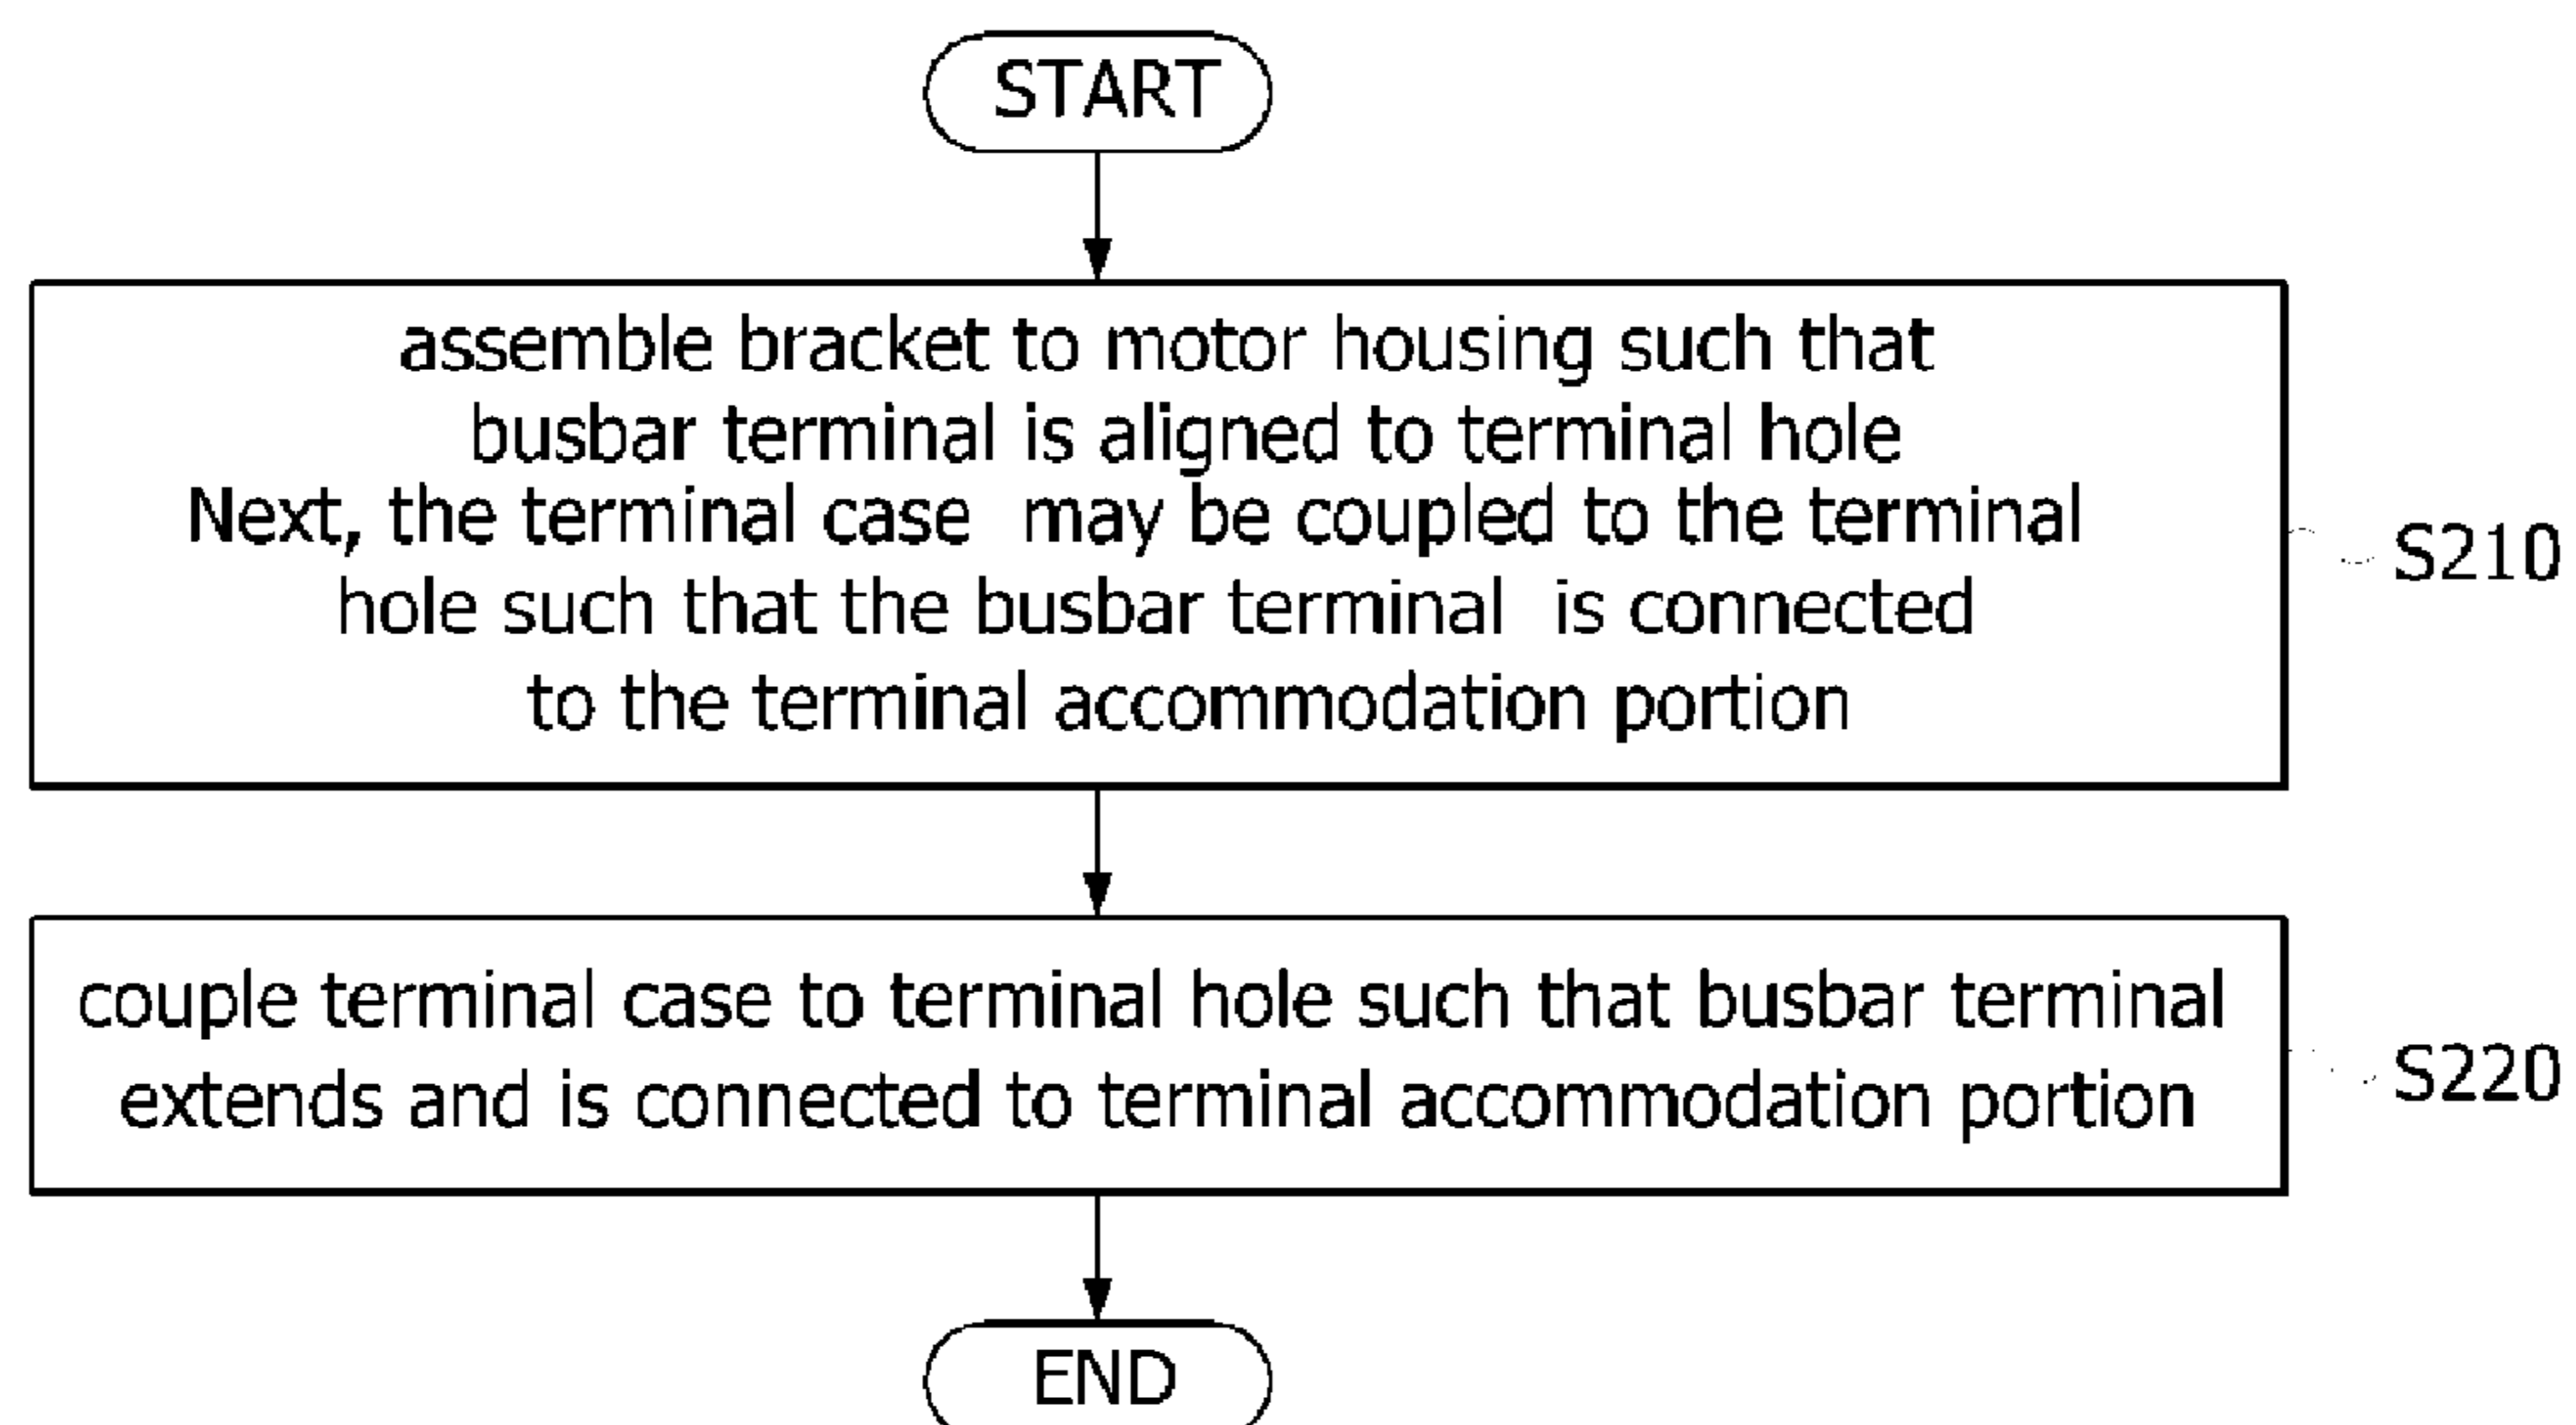 START
assemble bracket to motor housing such that
busbar terminal is aligned to terminal hole
Next, the terminal case may be coupled to the terminal
hole such that the busbar terminal is connected
to the terminal accommodation portion
S210
couple terminal case to terminal hole such that busbar terminal
extends and is connected to terminal accommodation portion
S220
END